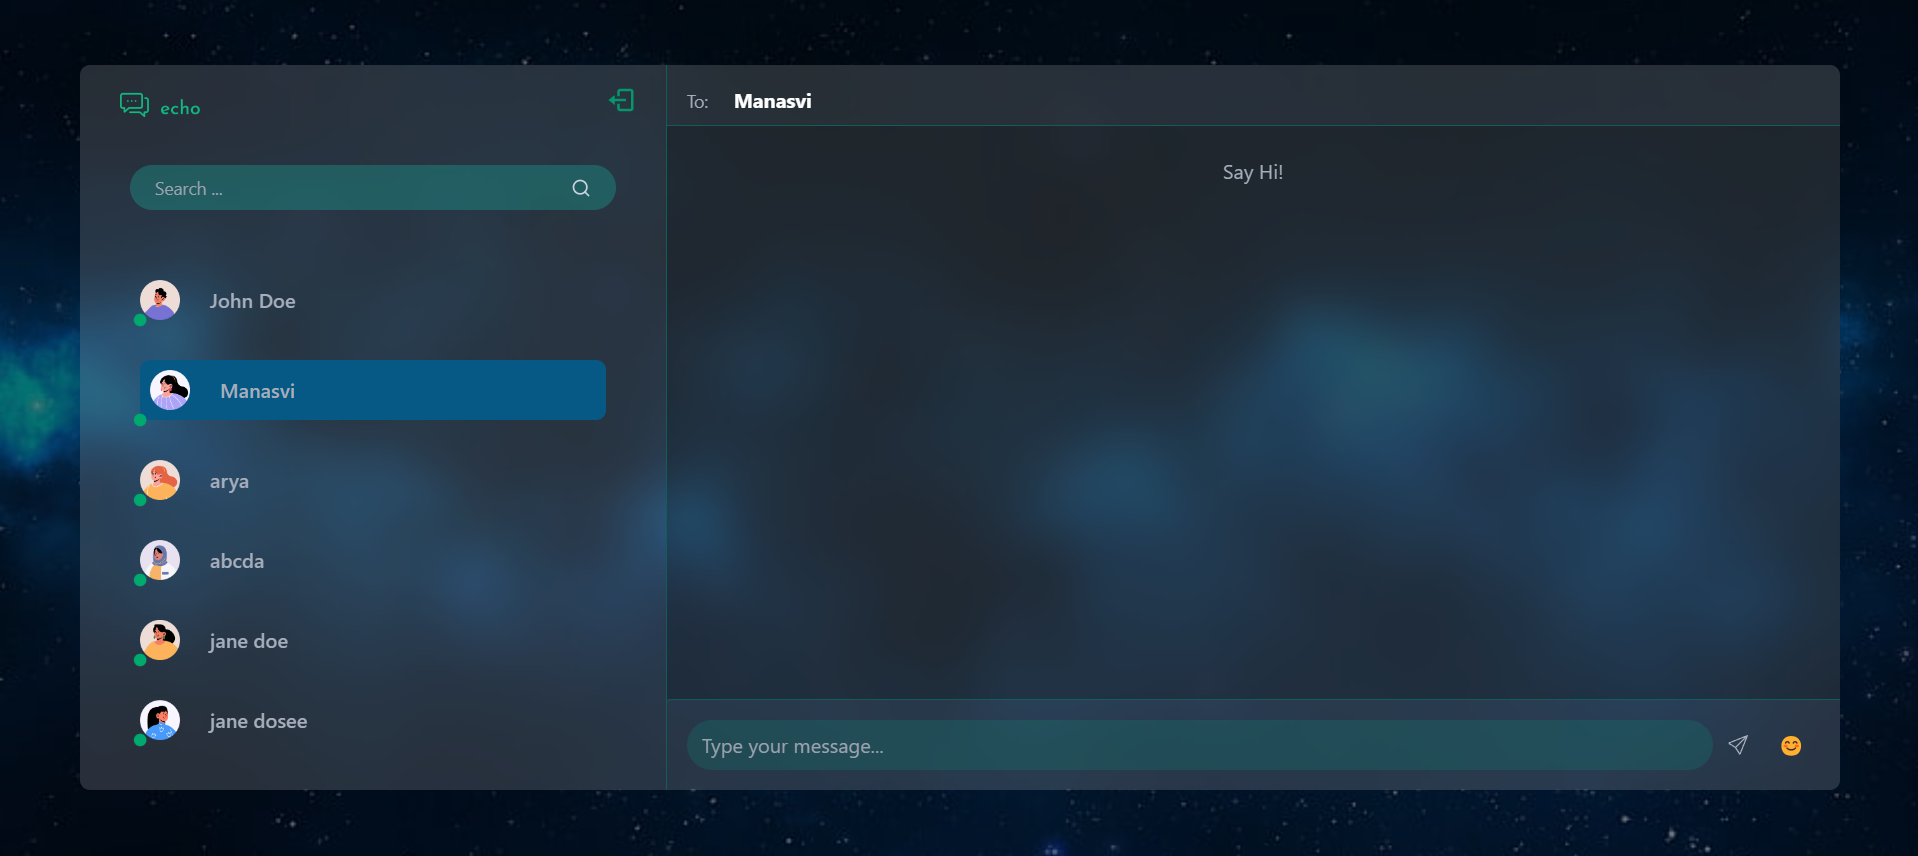 echo
Search ...
John Doe
Manasvi
arya
abcda
jane doe
jane dosee
To: Manasvi
Say Hi!
Type your message...